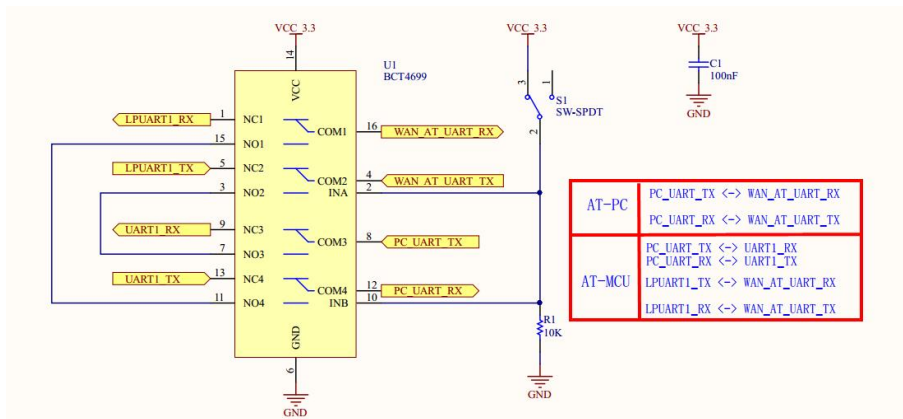 VCC_3.3
VCC_3.3
VCC_3.3
U1
BCT4699
14
VCC
C1
100nF
GND
3
1
S1
SW-SPDT
2
LPUART1_RX
1
NC1
COM1
16
WAN_AT_UART_RX
15
NO1
LPUART1_TX
5
NC2
COM2
4
WAN_AT_UART_TX
3
NO2
INA
2
UART1_RX
9
NC3
COM3
8
PC_UART_TX
7
NO3
UART1_TX
13
NC4
COM4
12
PC_UART_RX
11
NO4
INB
10
GND
6
GND
R1
10K
GND
AT-PC
PC_UART_TX <-> WAN_AT_UART_RX
PC_UART_RX <-> WAN_AT_UART_TX
AT-MCU
PC_UART_TX <-> UART1_RX
PC_UART_RX <-> UART1_TX
LPUART1_TX <-> WAN_AT_UART_RX
LPUART1_RX <-> WAN_AT_UART_TX